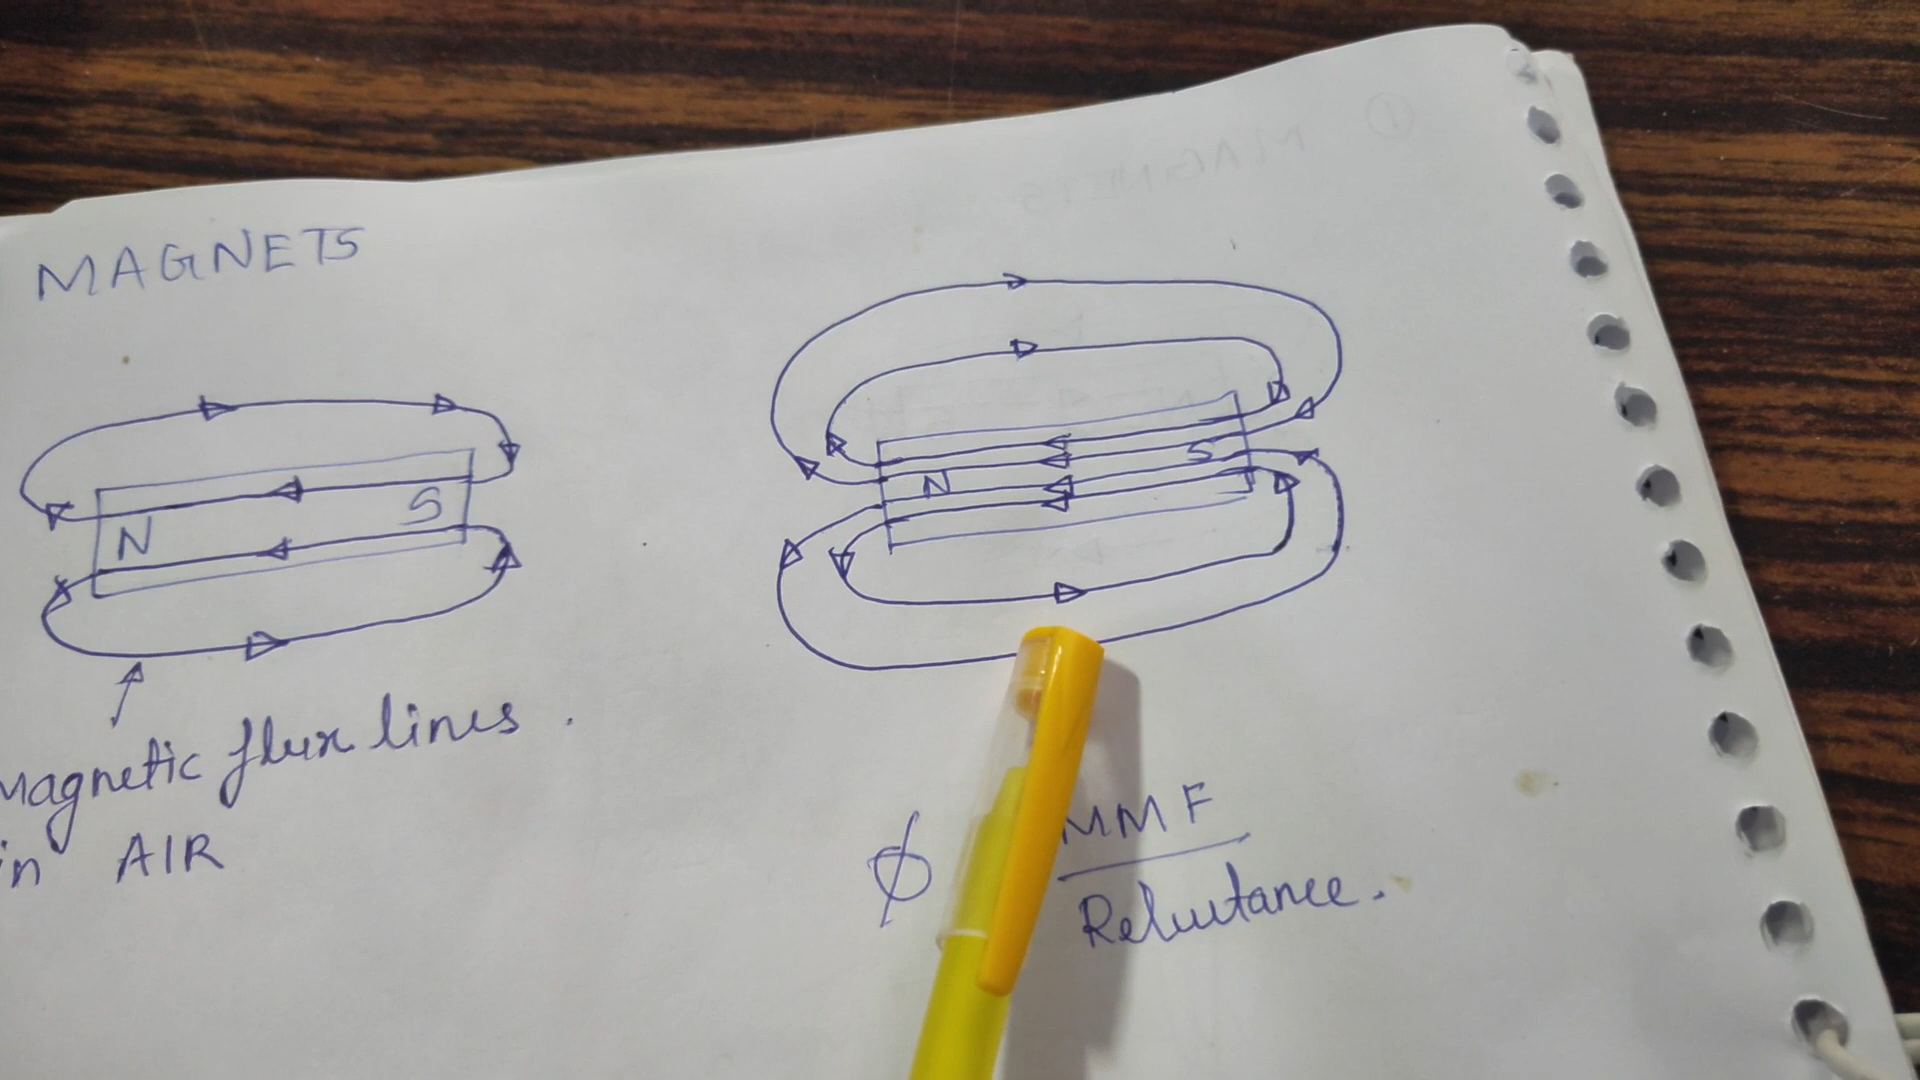 MAGNETS
N
S
N
S
Magnetic flux lines.
in AIR
MMF
ϕ
Reluctance.